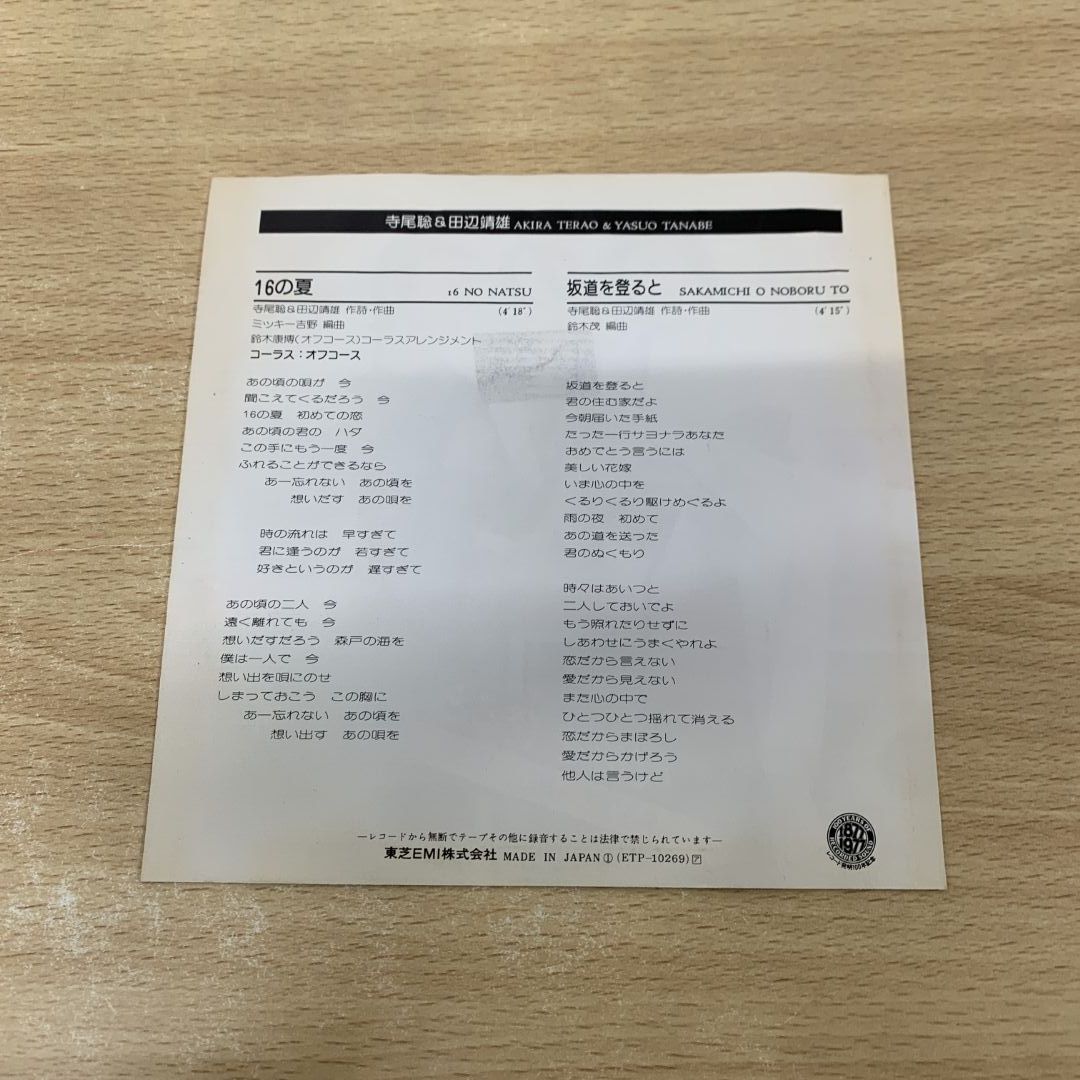 寺尾聰&田辺靖雄 AKIRA TERAO & YASUO TANABE
16の夏 16 NO NATSU
寺尾聰&田辺靖雄 作詩・作曲 (4'18")
ミッキー吉野 編曲
鈴木康博(オフコース)コーラスアレンジメント
コーラス:オフコース
あの頃の唄が 今
聞こえてくるだろう 今
16の夏 初めての恋
あの頃の君の ハダ
この手にもう一度 今
ふれることができるなら
あー忘れない あの頃を
想いだす あの唄を
時の流れは 早すぎて
君に逢うのが 若すぎて
好きというのが 遅すぎて
あの頃の二人 今
遠く離れても 今
想いだすだろう 森戸の海を
僕は一人で 今
想い出を唄にのせ
しまっておこう この胸に
あー忘れない あの頃を
想い出す あの唄を
坂道を登ると SAKAMICHI O NOBORU TO
寺尾聰&田辺靖雄 作詩・作曲 (4'15")
鈴木茂 編曲
坂道を登ると
君の住む家だよ
今朝届いた手紙
たった一行サヨナラあなた
おめでとう言うには
美しい花嫁
いま心の中を
くるりくるり駆けめぐるよ
雨の夜 初めて
あの道を送った
君のぬくもり
時々はあいつと
二人しておいでよ
もう照れたりせずに
しあわせにうまくやれよ
恋だから言えない
愛だから見えない
また心の中で
ひとつひとつ揺れて消える
恋だからまぼろし
愛だからかげろう
他人は言うけど
—レコードから無断でテープその他に録音することは法律で禁じられています—
東芝EMI株式会社 MADE IN JAPAN Ⓘ (ETP-10269) ア
100 YEARS OF
1877
1977
RECORDED SOUND
レコード発明100年記念